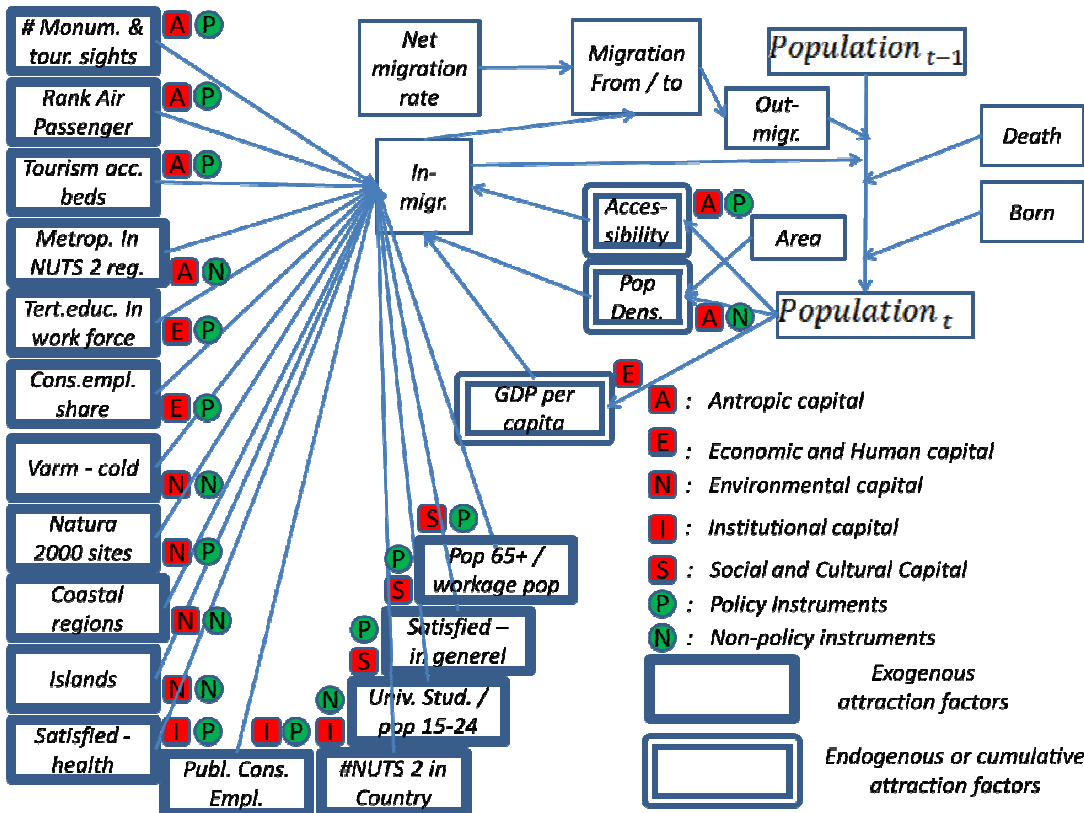 # Monum. &
tour. sights
A P
Rank Air
Passenger
A P
Tourism acc.
beds
A P
Metrop. In
NUTS 2 reg.
A N
Tert.educ. In
work force
E P
Cons.empl.
share
E P
Varm - cold
N N
Natura
2000 sites
N P
Coastal
regions
N N
Islands
N N
Satisfied -
health
I P
Publ. Cons.
Empl.
I P
#NUTS 2 in
Country
N
I
Univ. Stud. /
pop 15-24
P
S
Satisfied –
in generel
P
S
Pop 65+ /
workage pop
S P
Net
migration
rate
Migration
From / to
Population t−1
Out-
migr.
Death
In-
migr.
Acces-
sibility
A P
Area
Born
Pop
Dens.
A N
Population t
GDP per
capita
E
A : Antropic capital
E : Economic and Human capital
N : Environmental capital
I : Institutional capital
S : Social and Cultural Capital
P : Policy Instruments
N : Non-policy instruments
Exogenous
attraction factors
Endogenous or cumulative
attraction factors